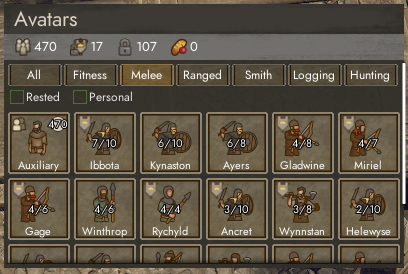 Avatars
470 17 107 0
All Fitness Melee Ranged Smith Logging Hunting
Rested Personal
470 7/10 6/10 6/8 4/8 4/7
Auxiliary Ibbota Kynaston Ayers Gladwine Miriel
4/6 4/6 4/4 3/10 3/8 2/10
Gage Winthrop Rychyld Ancret Wynnstan Helewyse